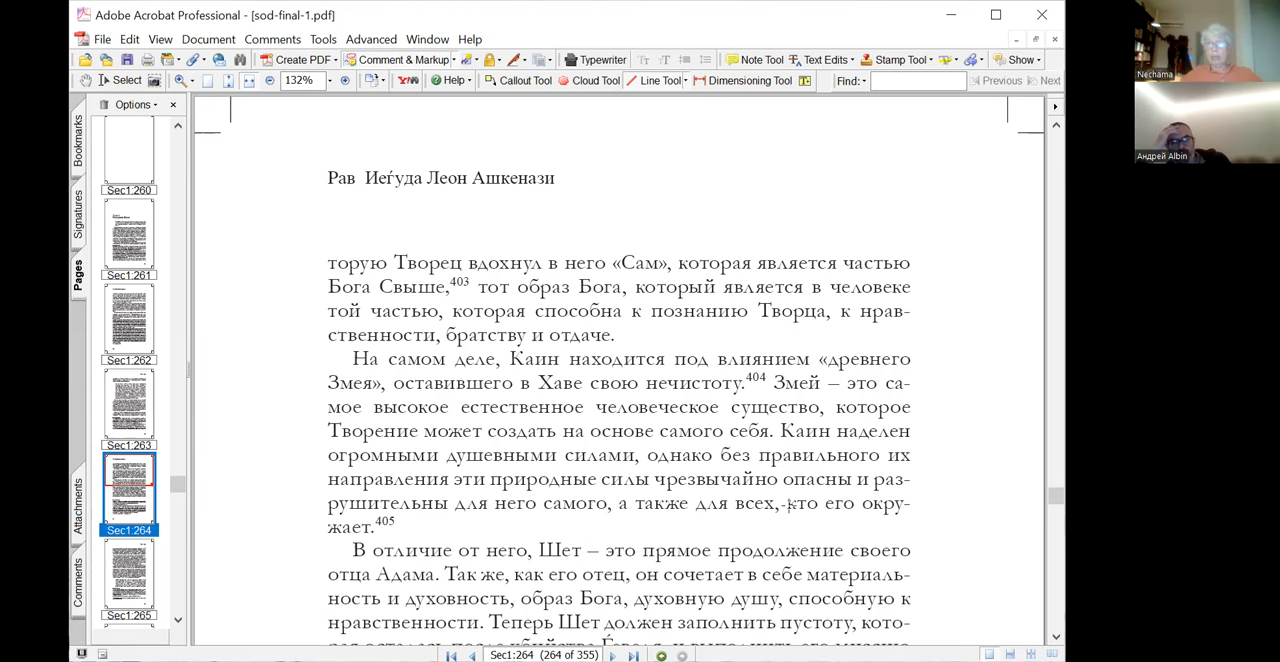 Adobe Acrobat Professional - [sod-final-1.pdf]
File Edit View Document Comments Tools Advanced Window Help
Create PDF Comment & Markup Typewriter Note Tool Text Edits Stamp Tool Show
Select 132% Help Callout Tool Cloud Tool Line Tool Dimensioning Tool Find: Previous Next
Options
Bookmarks
Signatures
Pages
Attachments
Comments
Sec1:260
Sec1:261
Sec1:262
Sec1:263
Sec1:264
Sec1:265
Рав Иеѓуда Леон Ашкенази
торую Творец вдохнул в него «Сам», которая является частью
Бога Свыше,403 тот образ Бога, который является в человеке
той частью, которая способна к познанию Творца, к нрав-
ственности, братству и отдаче.
На самом деле, Каин находится под влиянием «древнего
Змея», оставившего в Хаве свою нечистоту.404 Змей – это са-
мое высокое естественное человеческое существо, которое
Творение может создать на основе самого себя. Каин наделен
огромными душевными силами, однако без правильного их
направления эти природные силы чрезвычайно опасны и раз-
рушительны для него самого, а также для всех, кто его окру-
жает.405
В отличие от него, Шет – это прямое продолжение своего
отца Адама. Так же, как его отец, он сочетает в себе материаль-
ность и духовность, образ Бога, духовную душу, способную к
нравственности. Теперь Шет должен заполнить пустоту, кото-
Sec1:264 (264 of 355)
Nechama
Андрей Albin